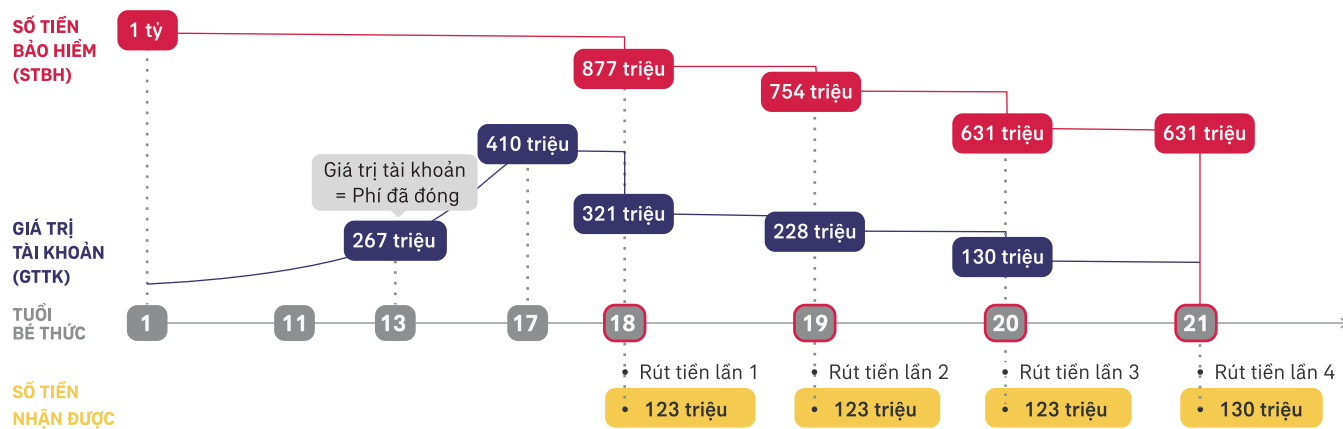 SỐ TIỀN
BẢO HIỂM
(STBH)
1 tỷ
877 triệu
754 triệu
631 triệu
631 triệu
410 triệu
Giá trị tài khoản
= Phí đã đóng
321 triệu
GIÁ TRỊ
TÀI KHOẢN
(GTTK)
267 triệu
228 triệu
130 triệu
TUỔI
BÉ THỨC
1
11
13
17
18
19
20
21
• Rút tiền lần 1
• Rút tiền lần 2
• Rút tiền lần 3
• Rút tiền lần 4
SỐ TIỀN
NHẬN ĐƯỢC
• 123 triệu
• 123 triệu
• 123 triệu
• 130 triệu